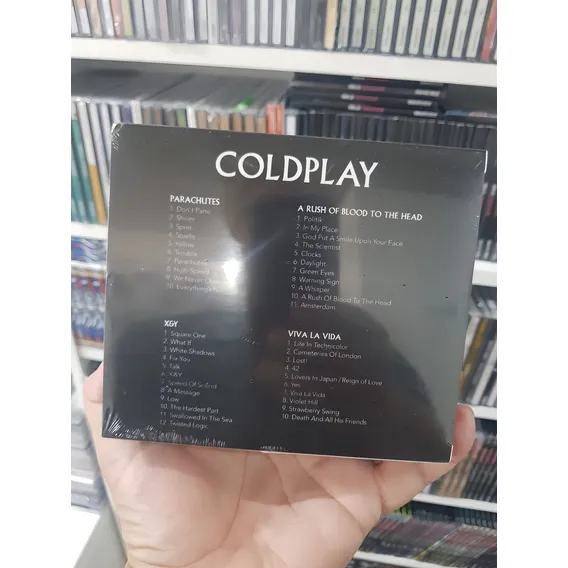 COLDPLAY
PARACHUTES
1. Don't Panic
2. Shiver
3. Spies
4. Sparks
5. Yellow
6. Trouble
7. Parachutes
8. High Speed
9. We Never
10. Everything's
A RUSH OF BLOOD TO THE HEAD
1. Politik
2. In My Place
3. God Put A Smile Upon Your Face
4. The Scientist
5. Clocks
6. Daylight
7. Green Eyes
8. Warning Sign
9. A Whisper
10. A Rush Of Blood To The Head
11. Amsterdam
X&Y
1. Square One
2. What If
3. White Shadows
4. Fix You
5. Talk
6. X&Y
7. Speed Of Sound
8. A Message
9. Low
10. The Hardest Part
11. Swallowed In The Sea
12. Twisted Logic
VIVA LA VIDA
1. Life In Technicolor
2. Cemeteries Of London
3. Lost!
4. 42
5. Lovers In Japan / Reign of Love
6. Yes
7. Viva La Vida
8. Violet Hill
9. Strawberry Swing
10. Death And All His Friends